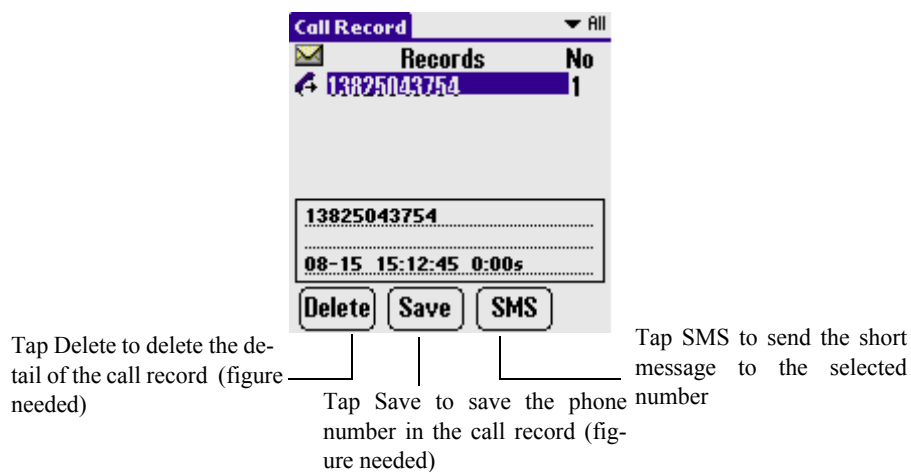 Call Record All
Records No
13825043754 1
13825043754
08-15 15:12:45 0:00s
Delete Save SMS
Tap Delete to delete the de-
tail of the call record (figure
needed)
Tap Save to save the phone
number in the call record (fig-
ure needed)
Tap SMS to send the short
message to the selected
number